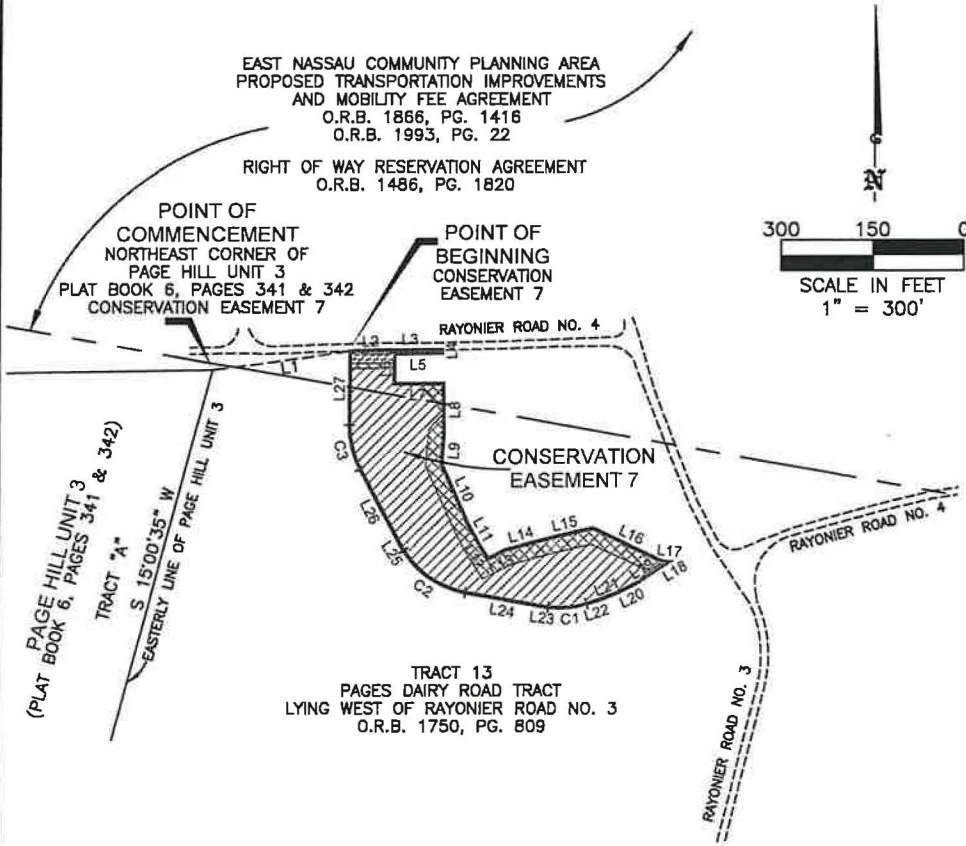 EAST NASSAU COMMUNITY PLANNING AREA
PROPOSED TRANSPORTATION IMPROVEMENTS
AND MOBILITY FEE AGREEMENT
O.R.B. 1866, PG. 1416
O.R.B. 1993, PG. 22
RIGHT OF WAY RESERVATION AGREEMENT
O.R.B. 1486, PG. 1820
N
300 150 0
SCALE IN FEET
1" = 300'
POINT OF
COMMENCEMENT
NORTHEAST CORNER OF
PAGE HILL UNIT 3
PLAT BOOK 6, PAGES 341 & 342
CONSERVATION EASEMENT 7
POINT OF
BEGINNING
CONSERVATION
EASEMENT 7
RAYONIER ROAD NO. 4
L1
L2
L3
L4
L5
L7
L8
L9
L27
C3
L10
L11
L26
L25
C2
L24
L23
C1
L22
L21
L20
L14
L15
L16
L17
L18
CONSERVATION
EASEMENT 7
RAYONIER ROAD NO. 4
RAYONIER ROAD NO. 3
PAGE HILL UNIT 3
(PLAT BOOK 6, PAGES 341 & 342)
TRACT "A"
S 15°00'35" W
EASTERLY LINE OF PAGE HILL UNIT 3
TRACT 13
PAGES DAIRY ROAD TRACT
LYING WEST OF RAYONIER ROAD NO. 3
O.R.B. 1750, PG. 809